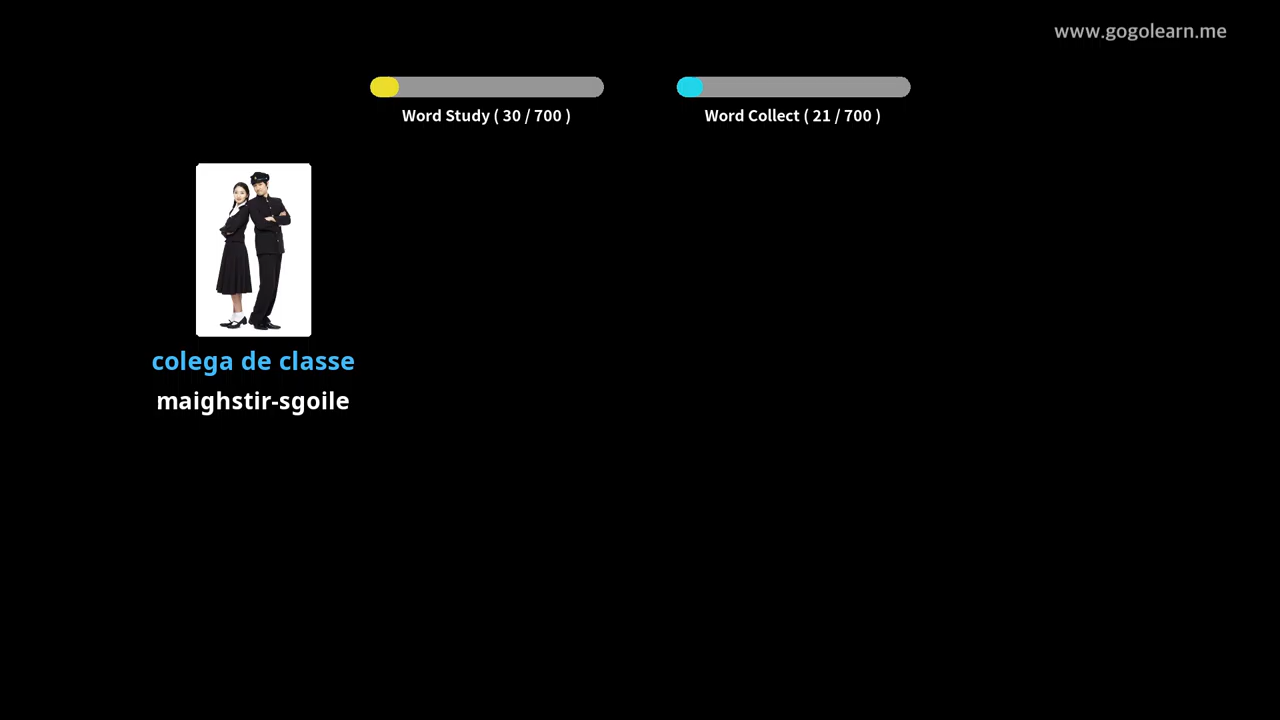 www.gogolearn.me
Word Study ( 30 / 700 )
Word Collect ( 21 / 700 )
colega de classe
maighstir-sgoile